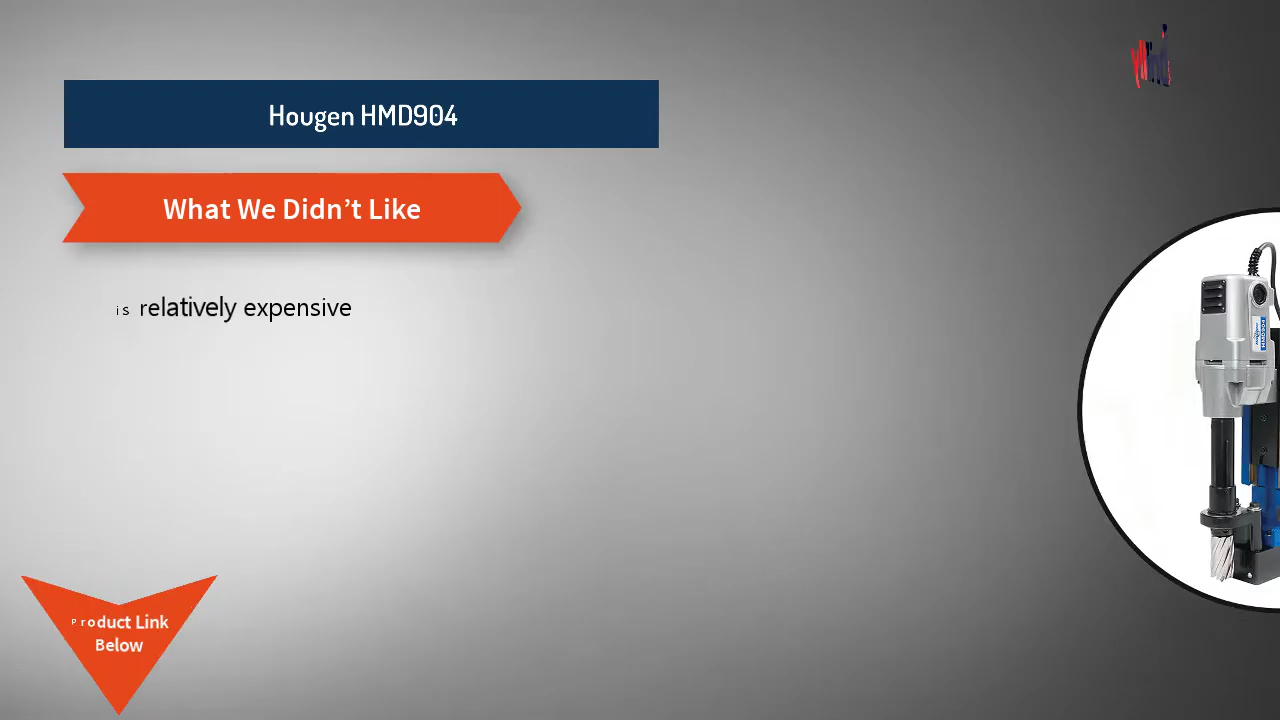 Hougen HMD904
What We Didn't Like
is relatively expensive
Product Link
Below